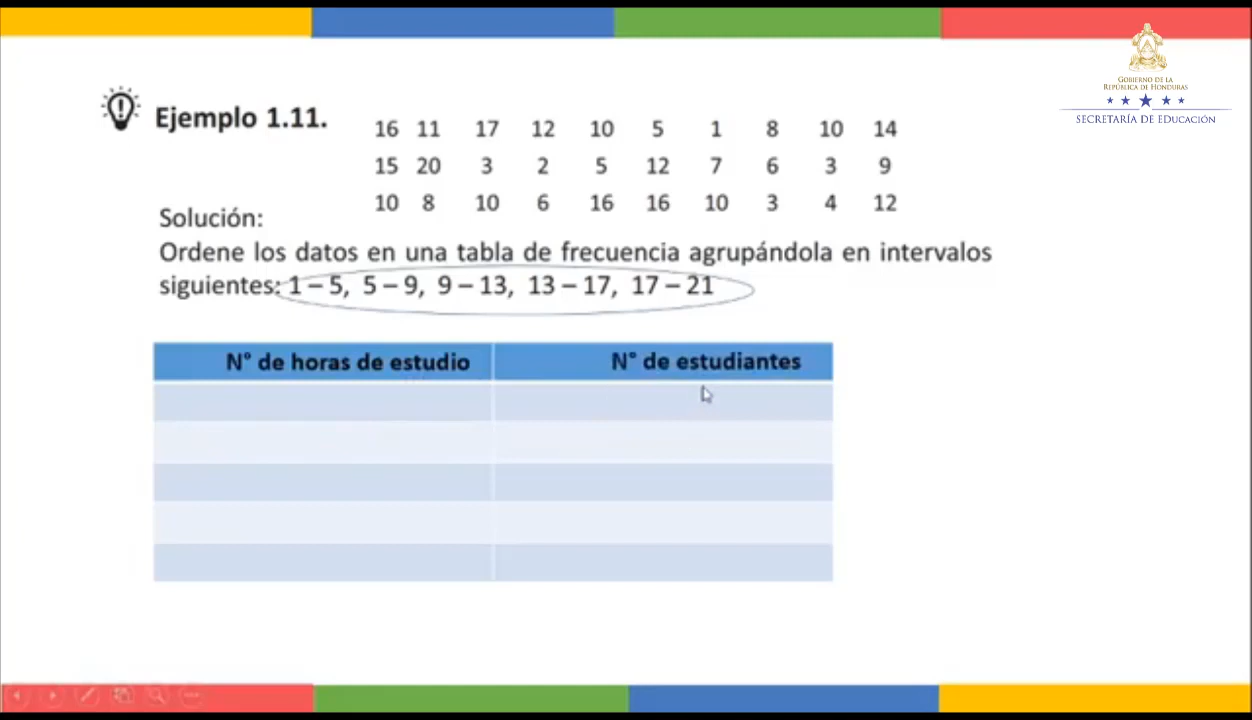 GOBIERNO DE LA
REPÚBLICA DE HONDURAS
SECRETARÍA DE EDUCACIÓN
Ejemplo 1.11.
16 11 17 12 10 5 1 8 10 14
15 20 3 2 5 12 7 6 3 9
10 8 10 6 16 16 10 3 4 12
Solución:
Ordene los datos en una tabla de frecuencia agrupándola en intervalos
siguientes: 1 – 5, 5 – 9, 9 – 13, 13 – 17, 17 – 21
N° de horas de estudio N° de estudiantes